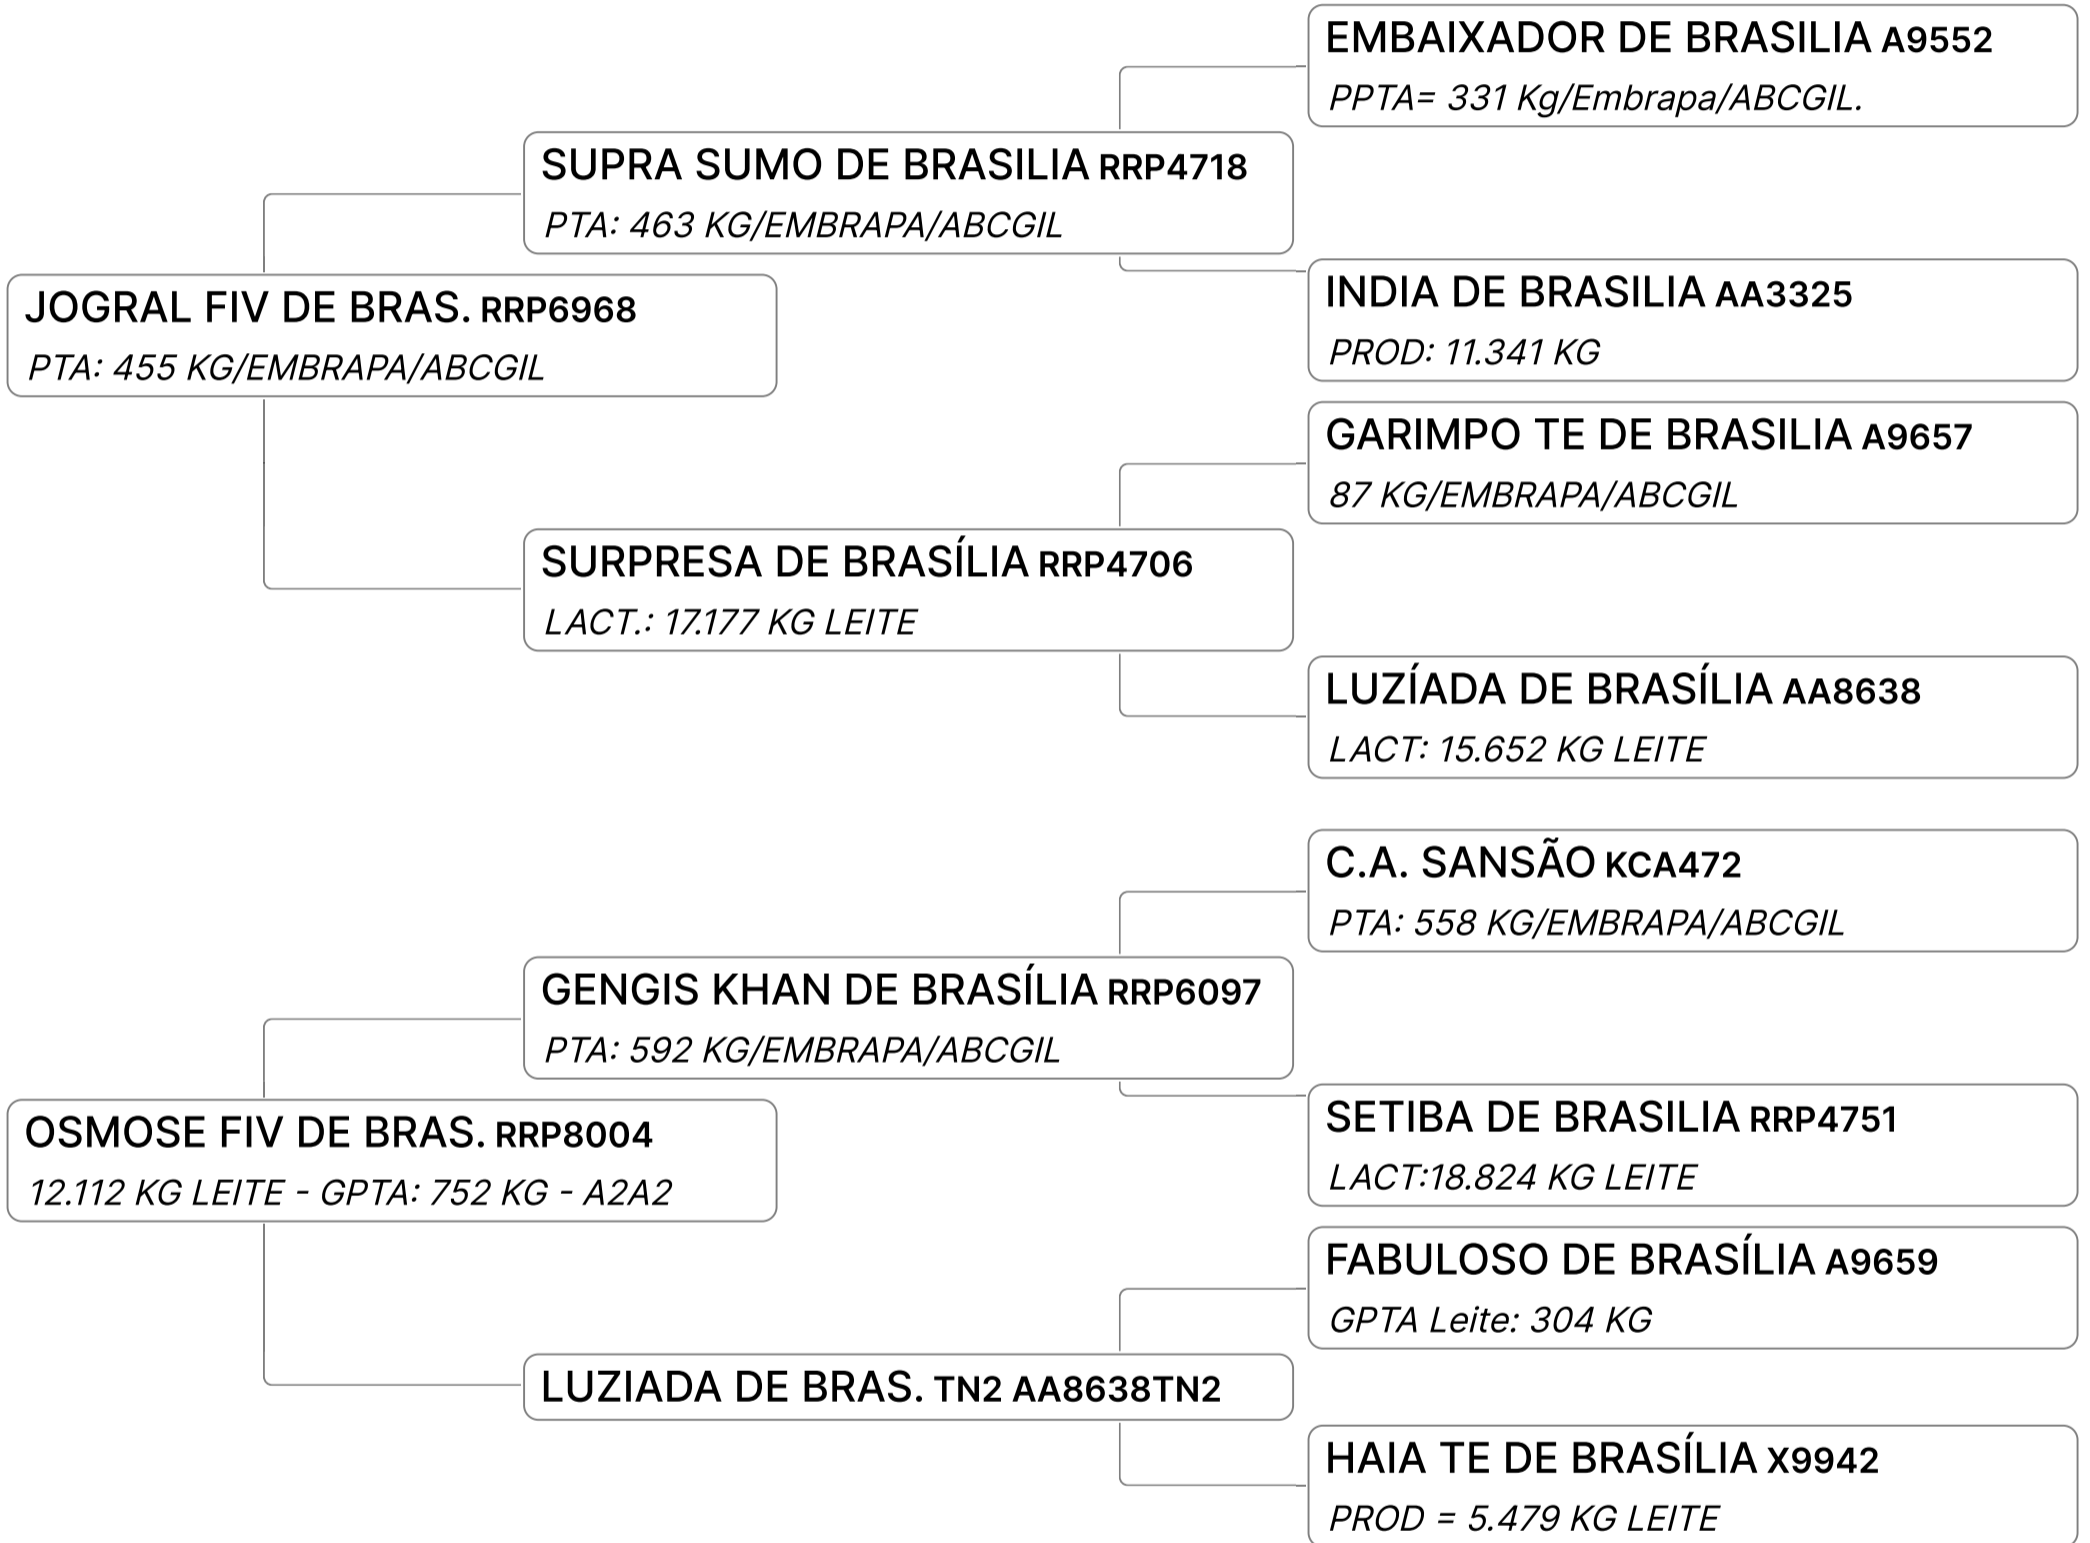 EMBAIXADOR DE BRASILIA A9552
PPTA= 331 Kg/Embrapa/ABCGIL.
SUPRA SUMO DE BRASILIA RRP4718
PTA: 463 KG/EMBRAPA/ABCGIL
INDIA DE BRASILIA AA3325
PROD: 11.341 KG
JOGRAL FIV DE BRAS. RRP6968
PTA: 455 KG/EMBRAPA/ABCGIL
GARIMPO TE DE BRASILIA A9657
87 KG/EMBRAPA/ABCGIL
SURPRESA DE BRASÍLIA RRP4706
LACT.: 17.177 KG LEITE
LUZÍADA DE BRASÍLIA AA8638
LACT: 15.652 KG LEITE
C.A. SANSÃO KCA472
PTA: 558 KG/EMBRAPA/ABCGIL
GENGIS KHAN DE BRASÍLIA RRP6097
PTA: 592 KG/EMBRAPA/ABCGIL
SETIBA DE BRASILIA RRP4751
LACT:18.824 KG LEITE
OSMOSE FIV DE BRAS. RRP8004
12.112 KG LEITE - GPTA: 752 KG - A2A2
FABULOSO DE BRASÍLIA A9659
GPTA Leite: 304 KG
LUZIADA DE BRAS. TN2 AA8638TN2
HAIA TE DE BRASÍLIA X9942
PROD = 5.479 KG LEITE